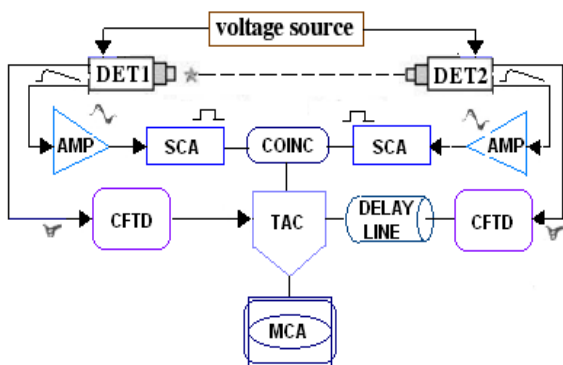 voltage source
DET1
DET2
AMP
SCA
COINC
SCA
AMP
CFTD
TAC
DELAY
LINE
CFTD
MCA